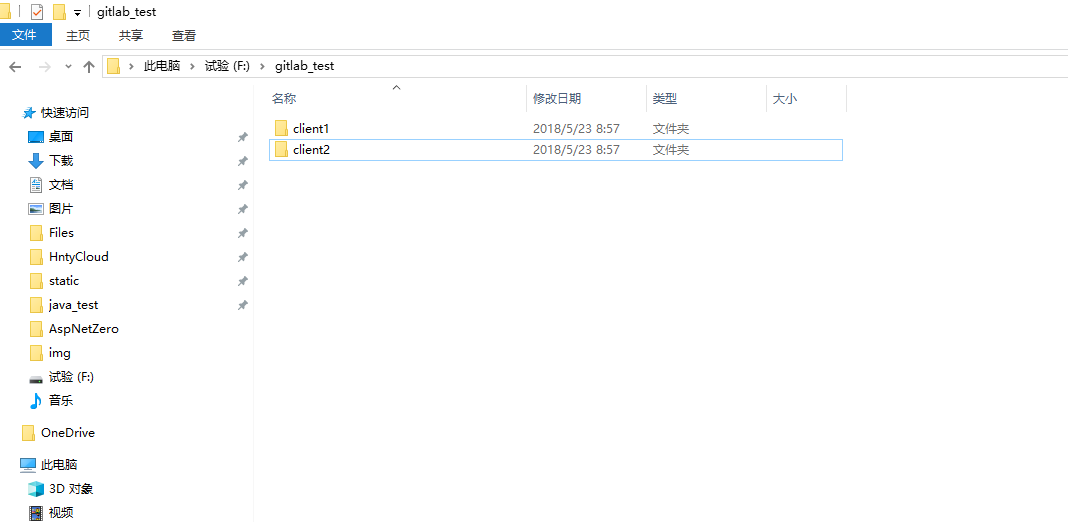 gitlab_test
文件 主页 共享 查看
此电脑 试验 (F:) gitlab_test
名称 修改日期 类型 大小
client1 2018/5/23 8:57 文件夹
client2 2018/5/23 8:57 文件夹
快速访问
桌面
下载
文档
图片
Files
HntyCloud
static
java_test
AspNetZero
img
试验 (F:)
音乐
OneDrive
此电脑
3D 对象
视频